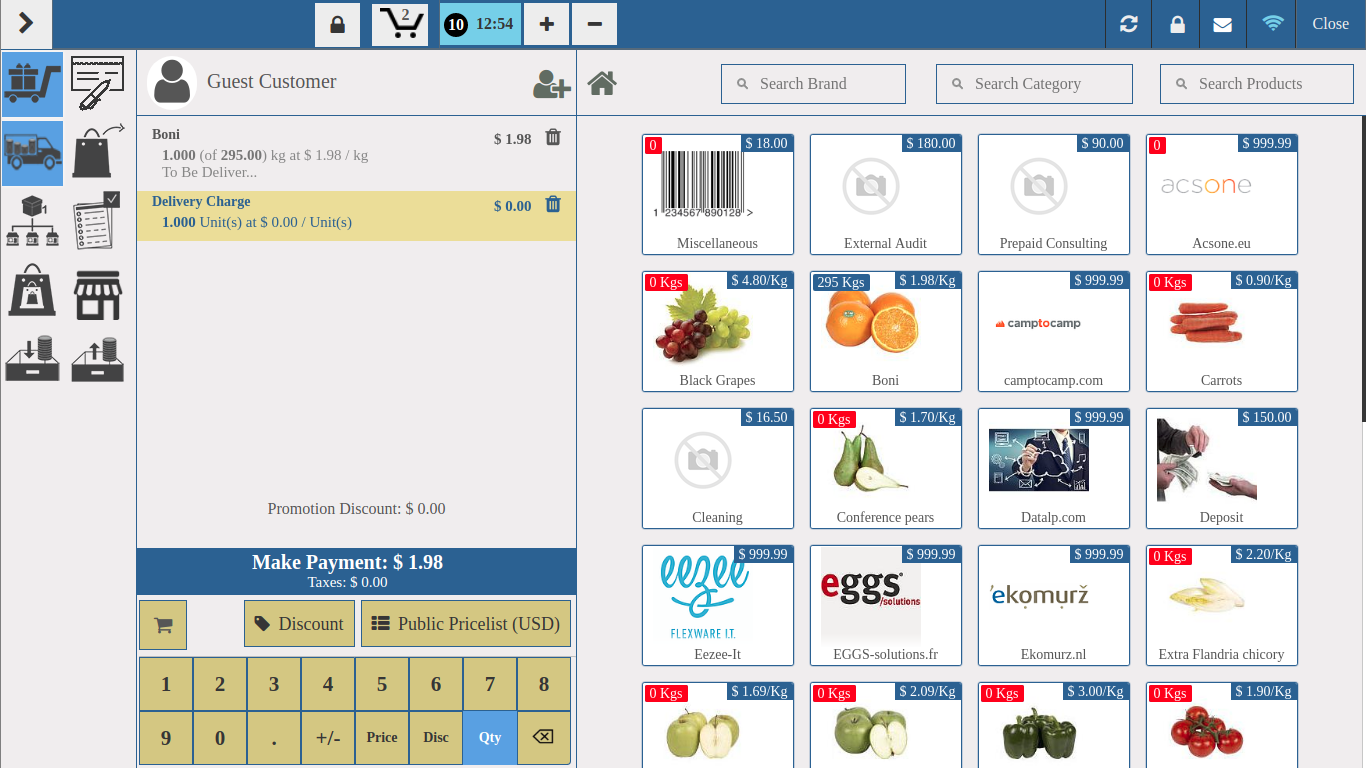 2
10 12:54
+
-
Close
Guest Customer
Search Brand
Search Category
Search Products
Boni
$ 1.98
1.000 (of 295.00) kg at $ 1.98 / kg
To Be Deliver...
Delivery Charge
$ 0.00
1.000 Unit(s) at $ 0.00 / Unit(s)
Promotion Discount: $ 0.00
Make Payment: $ 1.98
Taxes: $ 0.00
Discount
Public Pricelist (USD)
1 2 3 4 5 6 7 8
9 0 . +/- Price Disc Qty
0
$ 18.00
1 234567 890128 >
Miscellaneous
$ 180.00
External Audit
$ 90.00
Prepaid Consulting
0
$ 999.99
acsone
Acsone.eu
0 Kgs
$ 4.80/Kg
Black Grapes
295 Kgs
$ 1.98/Kg
Boni
$ 999.99
camptocamp
camptocamp.com
0 Kgs
$ 0.90/Kg
Carrots
$ 16.50
Cleaning
0 Kgs
$ 1.70/Kg
Conference pears
$ 999.99
Datalp.com
$ 150.00
Deposit
$ 999.99
eezee
FLEXWARE I.T.
Eezee-It
$ 999.99
eggs
/solutions
EGGS-solutions.fr
$ 999.99
'ekomurž
Ekomurz.nl
0 Kgs
$ 2.20/Kg
Extra Flandria chicory
0 Kgs
$ 1.69/Kg
0 Kgs
$ 2.09/Kg
0 Kgs
$ 3.00/Kg
0 Kgs
$ 1.90/Kg